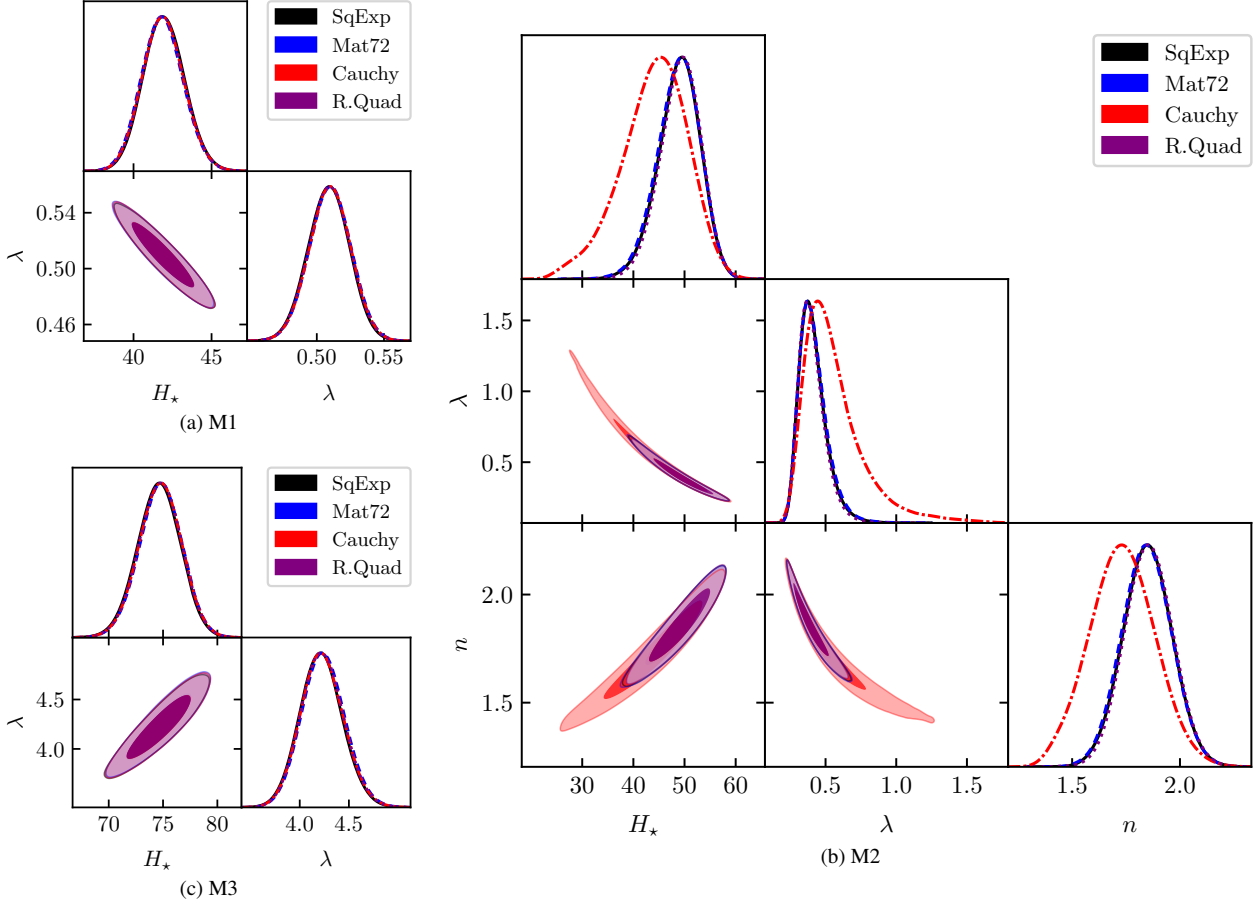 SqExp
Mat72
Cauchy
R.Quad
0.54
0.50
0.46
λ
40
45
0.50
0.55
H⋆
λ
(a) M1
SqExp
Mat72
Cauchy
R.Quad
4.5
4.0
λ
70
75
80
4.0
4.5
H⋆
λ
(c) M3
SqExp
Mat72
Cauchy
R.Quad
1.5
1.0
0.5
λ
2.0
1.5
n
30
40
50
60
0.5
1.0
1.5
1.5
2.0
H⋆
λ
n
(b) M2